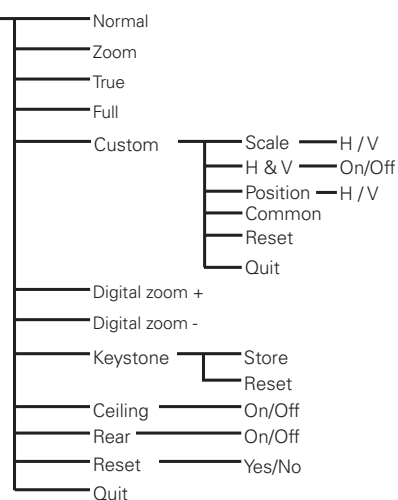 Normal
Zoom
True
Full
Custom Scale H / V
H & V On/Off
Position H / V
Common
Reset
Quit
Digital zoom +
Digital zoom -
Keystone Store
Reset
Ceiling On/Off
Rear On/Off
Reset Yes/No
Quit